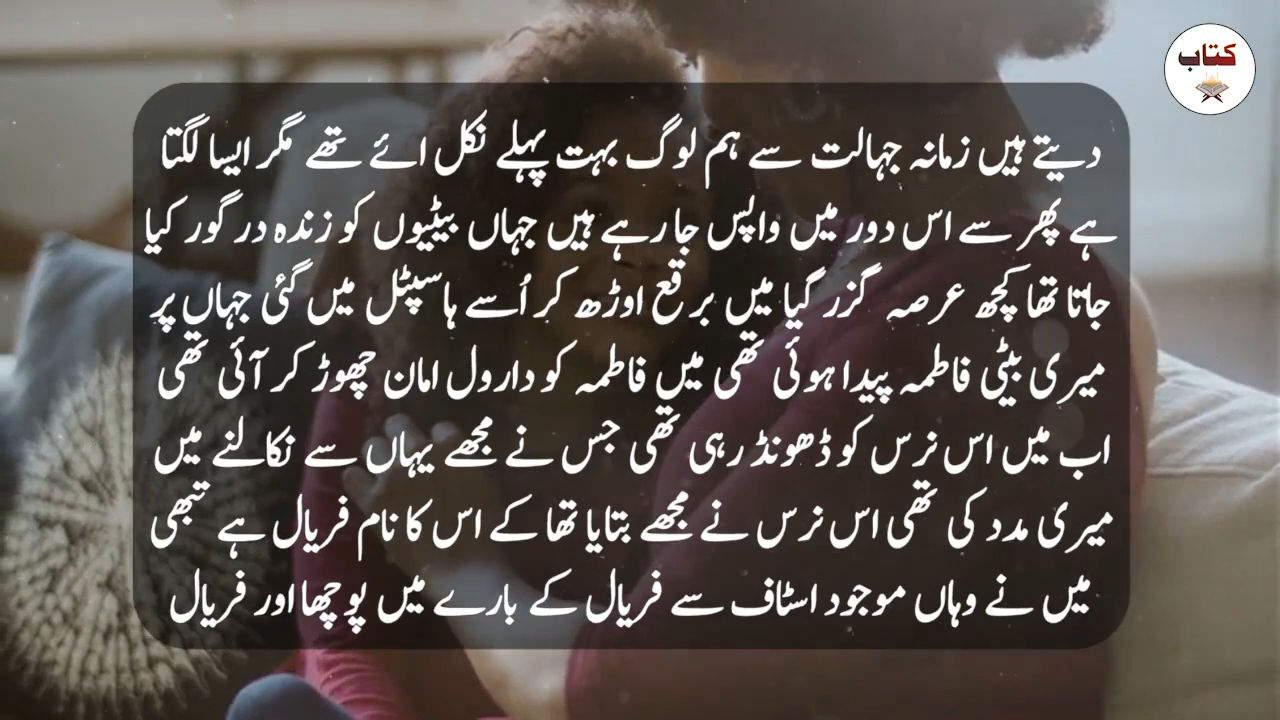 کتاب
دیتے ہیں زمانہ جہالت سے ہم لوگ بہت پہلے نکل ائے تھے مگر ایسا لگتا
ہے پھر سے اس دور میں واپس جا رہے ہیں جہاں بیٹیوں کو زندہ در گور کیا
جاتا تھا کچھ عرصہ گزر گیا میں برقع اوڑھ کر اُسے ہاسپٹل میں گئی جہاں پر
میری بیٹی فاطمہ پیدا ہوئی تھی میں فاطمہ کو دارول امان چھوڑ کر آئی تھی
اب میں اس نرس کو ڈھونڈ رہی تھی جس نے مجھے یہاں سے نکالنے میں
میری مدد کی تھی اس نرس نے مجھے بتایا تھا کے اس کا نام فریال ہے تبھی
میں نے وہاں موجود اسٹاف سے فریال کے بارے میں پوچھا اور فریال